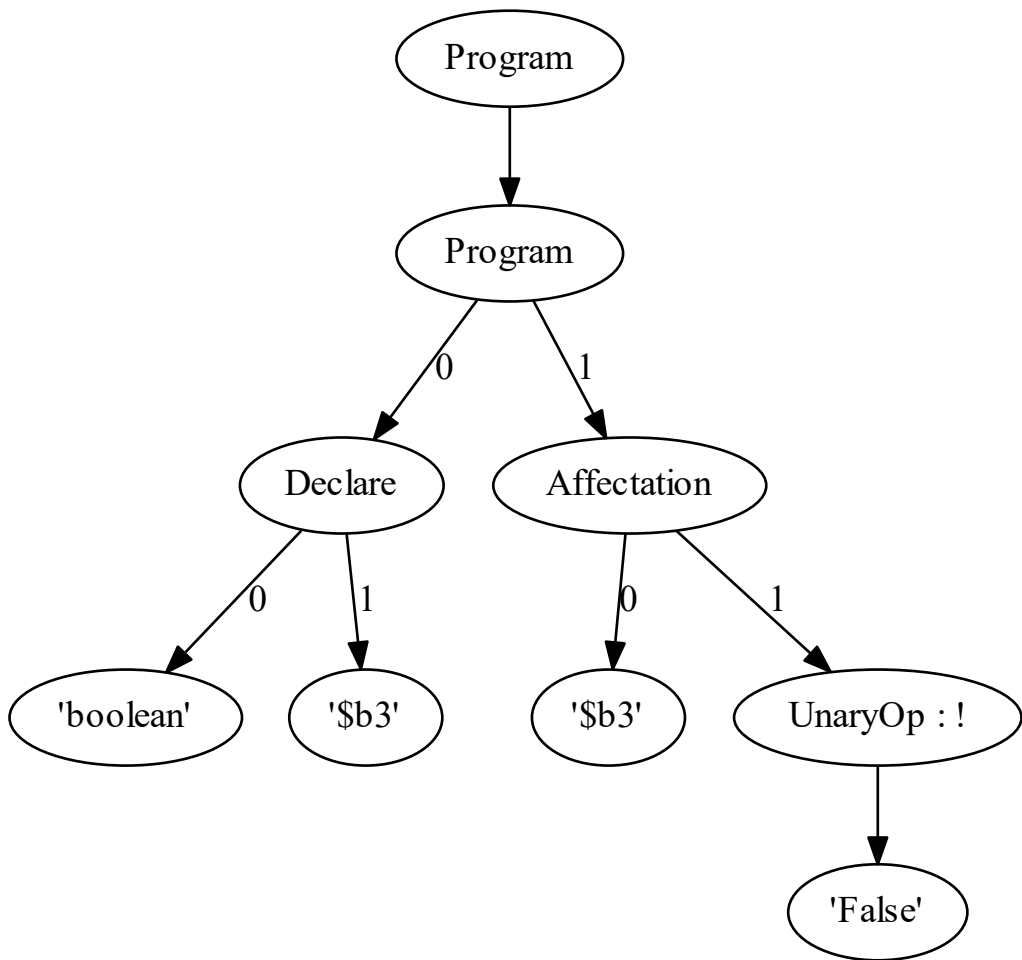 Program
Program
0 1
Declare Affectation
0 1 0 1
'boolean' '$b3' '$b3' UnaryOp : !
'False'